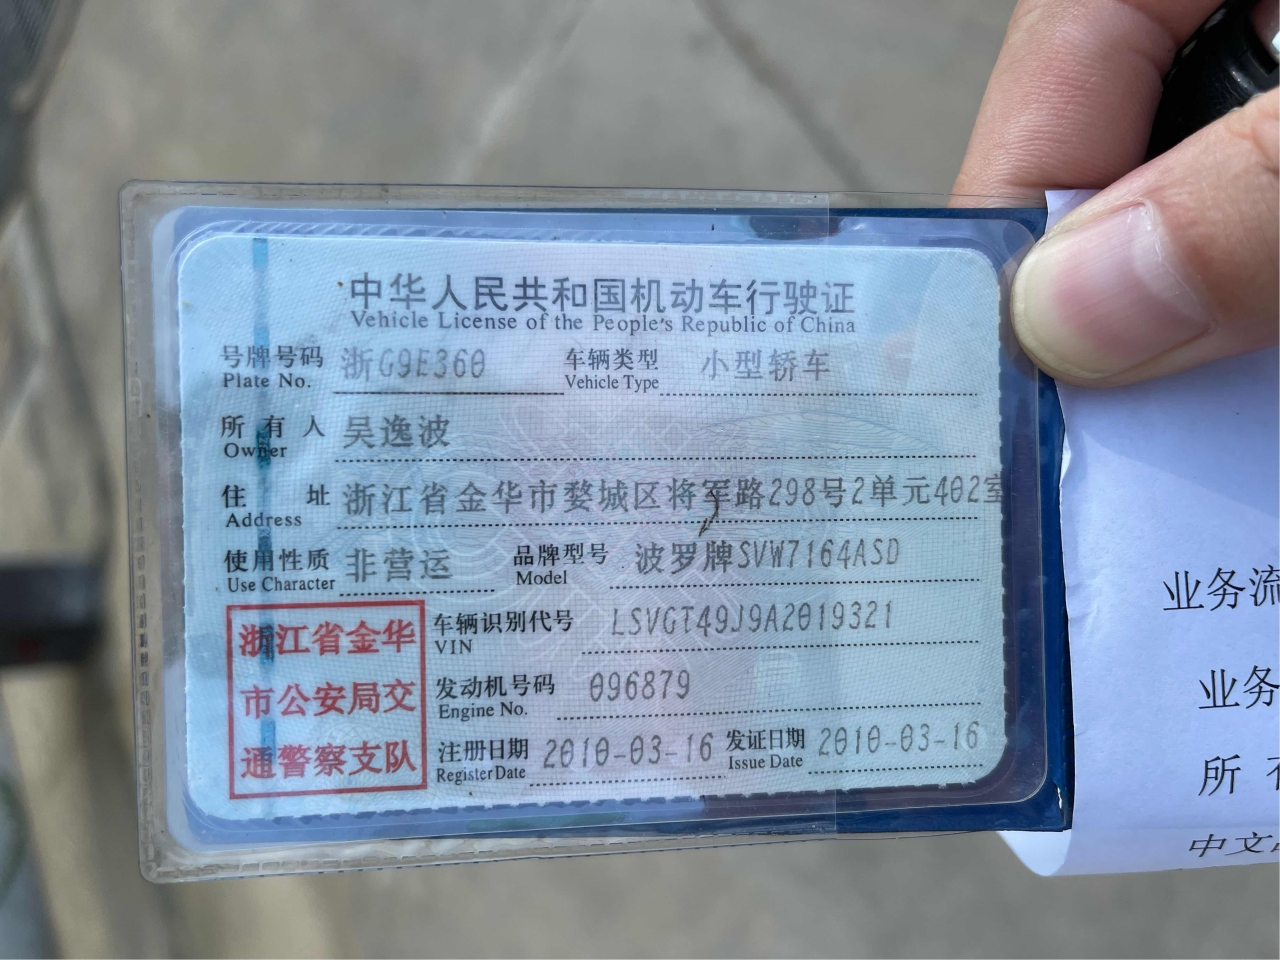 中华人民共和国机动车行驶证
Vehicle License of the People's Republic of China
号牌号码 浙G9E360 车辆类型 小型轿车
Plate No. Vehicle Type
所有人 吴逸波
Owner
住址 浙江省金华市婺城区将军路298号2单元402室
Address
使用性质 非营运 品牌型号 波罗牌SVW7164ASD
Use Character Model
浙江省金华
市公安局交
通警察支队
车辆识别代号 LSVGT49J9A2019321
VIN
发动机号码 096879
Engine No.
注册日期 2010-03-16 发证日期 2010-03-16
Register Date Issue Date
业务流
业务
所
中文